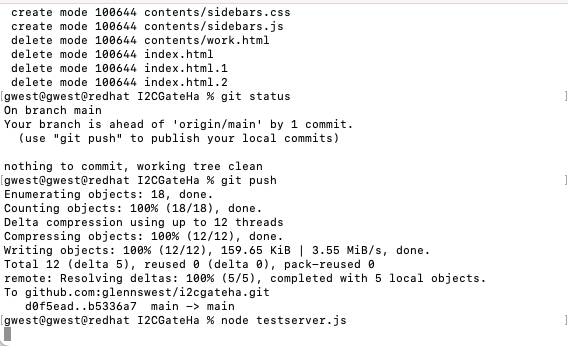 create mode 100644 contents/sidebars.css
create mode 100644 contents/sidebars.js
delete mode 100644 contents/work.html
delete mode 100644 index.html
delete mode 100644 index.html.1
delete mode 100644 index.html.2
[gwest@gwest@redhat I2CGateHa % git status ]
On branch main
Your branch is ahead of 'origin/main' by 1 commit.
(use "git push" to publish your local commits)
nothing to commit, working tree clean
[gwest@gwest@redhat I2CGateHa % git push ]
Enumerating objects: 18, done.
Counting objects: 100% (18/18), done.
Delta compression using up to 12 threads
Compressing objects: 100% (12/12), done.
Writing objects: 100% (12/12), 159.65 KiB | 3.55 MiB/s, done.
Total 12 (delta 5), reused 0 (delta 0), pack-reused 0
remote: Resolving deltas: 100% (5/5), completed with 5 local objects.
To github.com:glennswest/i2cgateha.git
d0f5ead..b5336a7  main -> main
[gwest@gwest@redhat I2CGateHa % node testserver.js ]